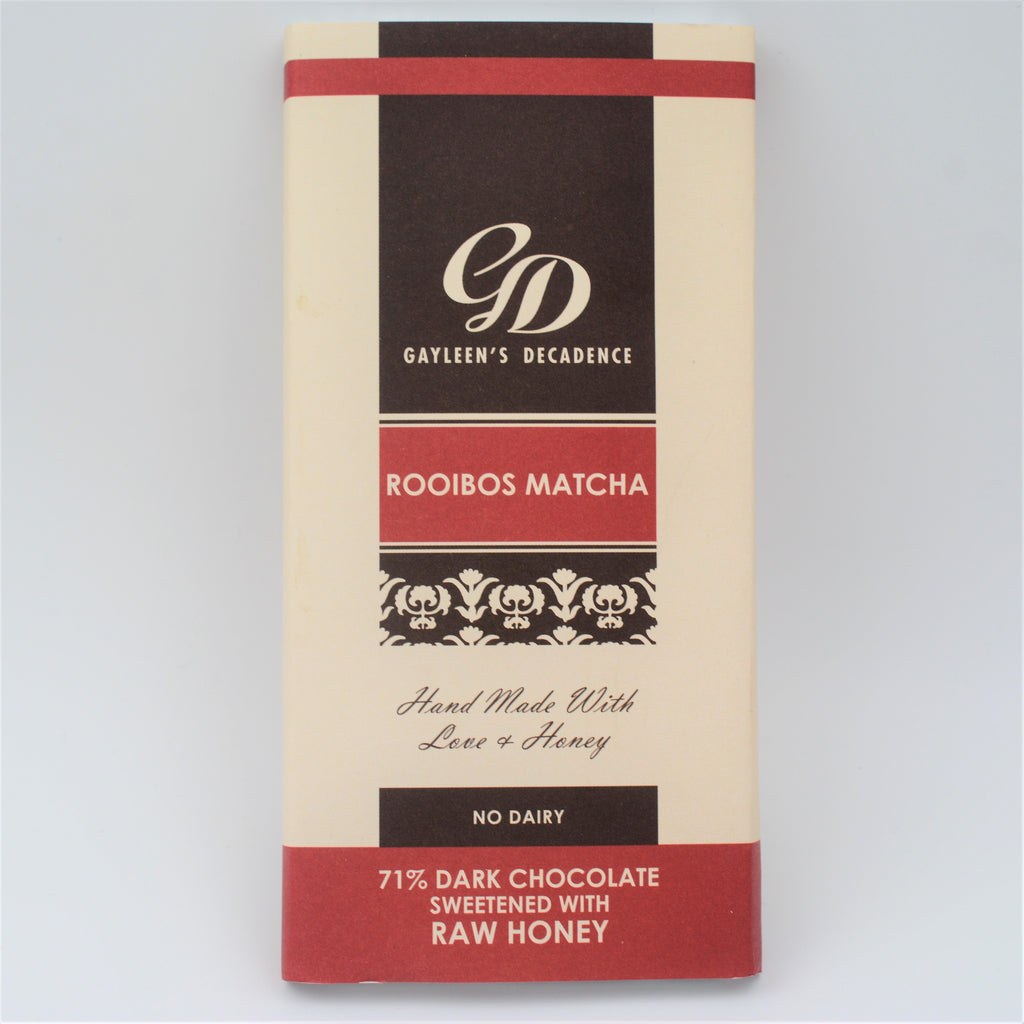 GD
GAYLEEN'S DECADENCE
ROOIBOS MATCHA
Hand Made With
Love & Honey
NO DAIRY
71% DARK CHOCOLATE
SWEETENED WITH
RAW HONEY